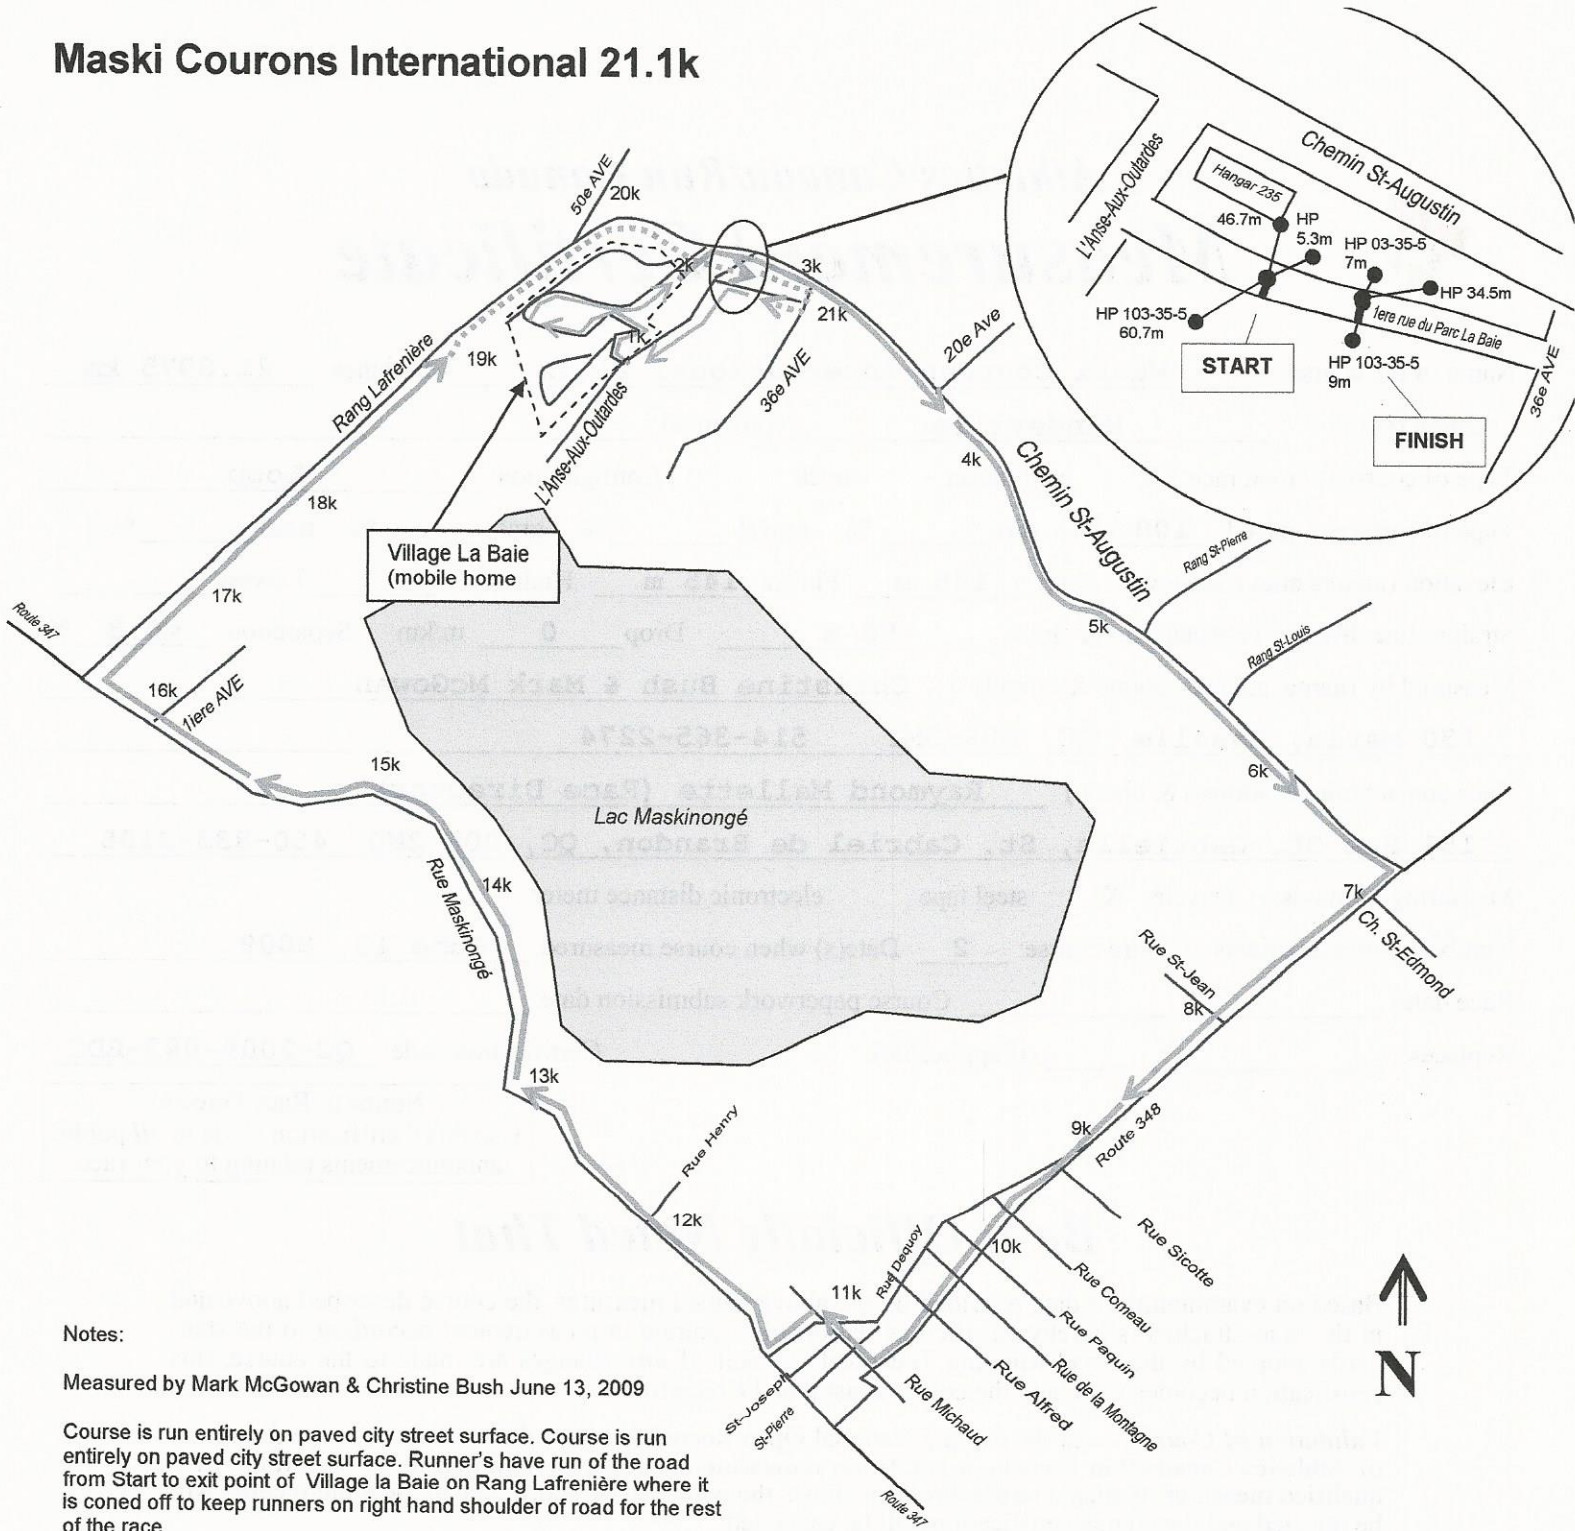 Maski Courons International 21.1k
Chemin St-Augustin
L'Anse-Aux-Outardes
Hangar 235
46.7m
HP
5.3m
HP 03-35-5
7m
HP 34.5m
HP 103-35-5
60.7m
1ere rue du Parc La Baie
HP 103-35-5
9m
START
FINISH
36e AVE
50e AVE
20k
2k
3k
21k
1k
19k
Rang Lafrenière
20e Ave
36e AVE
L'Anse-Aux-Outardes
4k
Chemin St-Augustin
18k
Village La Baie
(mobile home
Rang St-Pierre
17k
5k
Route 347
Rang St-Louis
16k
1iere AVE
15k
6k
Lac Maskinongé
14k
Rue Maskinongé
7k
Ch. St-Edmond
Rue St-Jean
8k
13k
9k
Route 348
Rue Henry
12k
10k
Rue Sicotte
Rue Dequoy
Rue Comeau
11k
Rue Paquin
Rue de la Montagne
Rue Alfred
Rue Michaud
St-Joseph
St-Pierre
Route 347
N
Notes:
Measured by Mark McGowan & Christine Bush June 13, 2009
Course is run entirely on paved city street surface. Course is run
entirely on paved city street surface. Runner's have run of the road
from Start to exit point of Village la Baie on Rang Lafrenière where it
is coned off to keep runners on right hand shoulder of road for the rest
of the race.